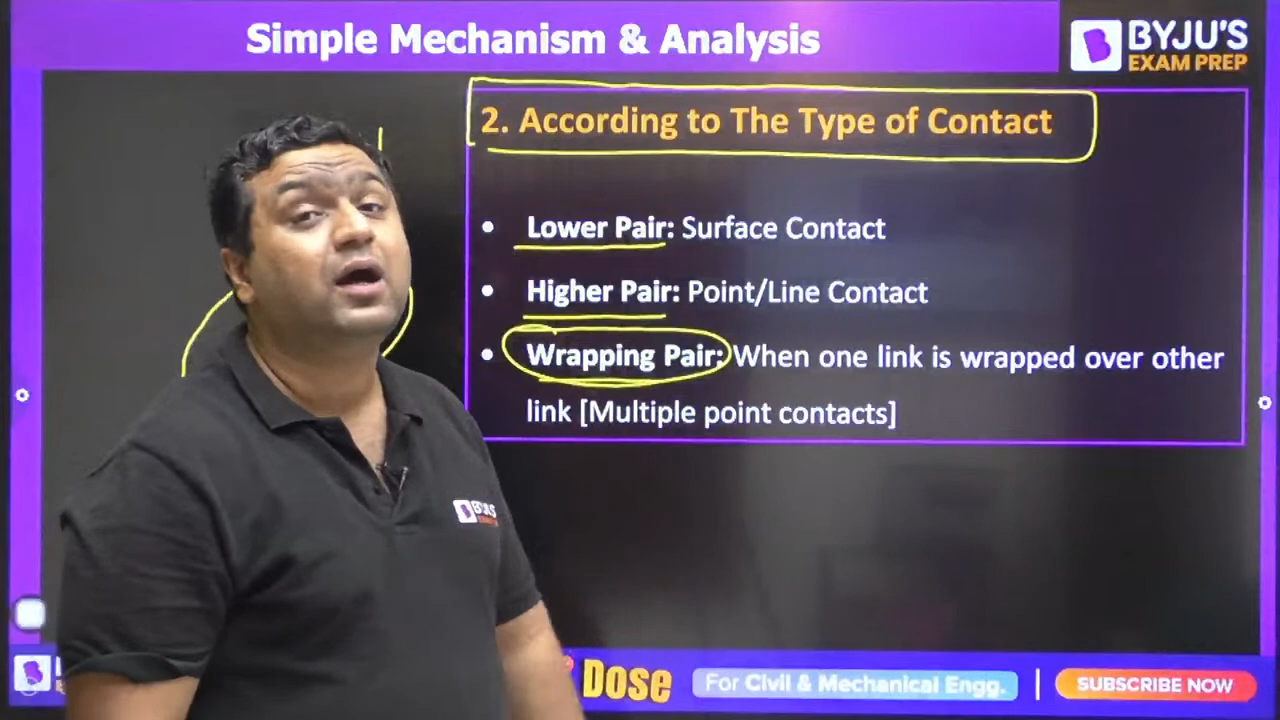 Simple Mechanism & Analysis
BYJU'S
EXAM PREP
2. According to The Type of Contact
• Lower Pair: Surface Contact
• Higher Pair: Point/Line Contact
• Wrapping Pair: When one link is wrapped over other
link [Multiple point contacts]
BYJU'S
Dose
For Civil & Mechanical Engg.
SUBSCRIBE NOW